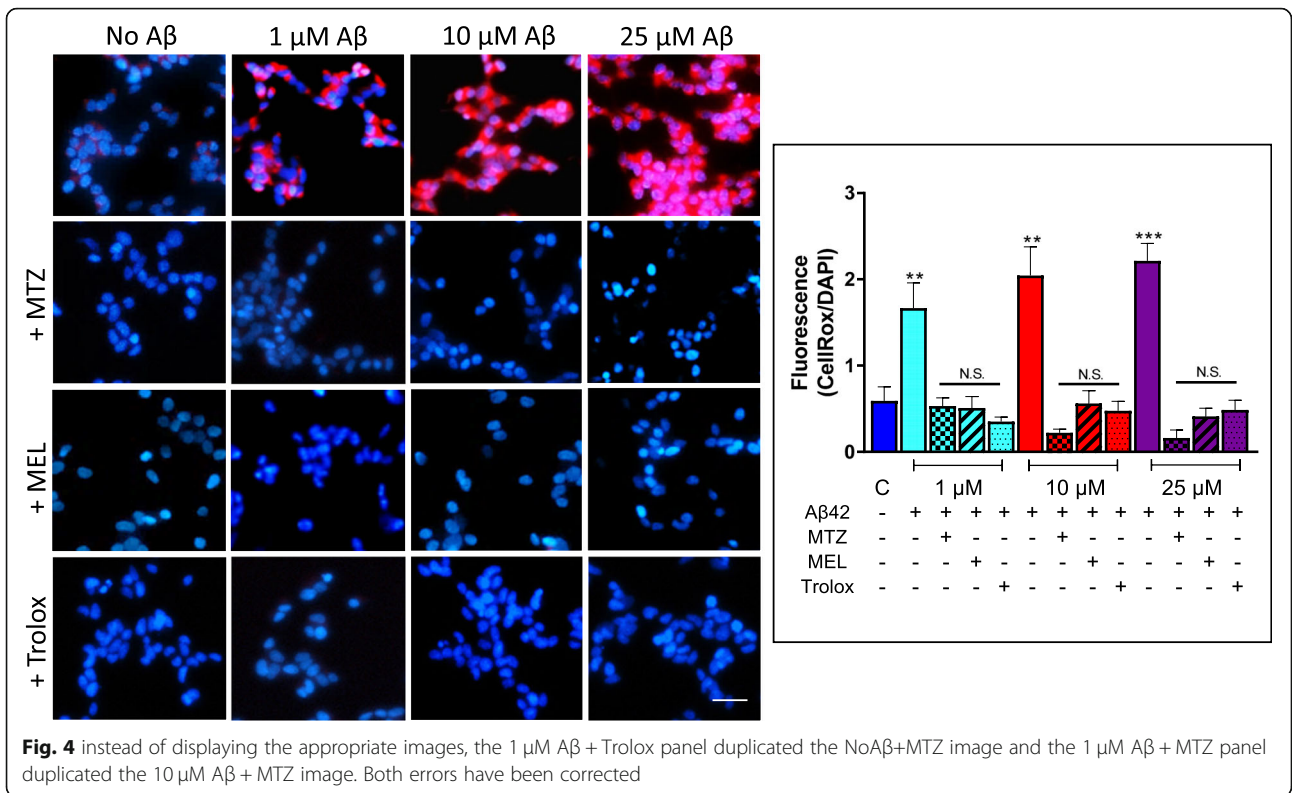 No Aβ 1 μM Aβ 10 μM Aβ 25 μM Aβ
+ MTZ
+ MEL
+ Trolox
Fluorescence
(CellRox/DAPI)
3
2
1
0
**
N.S.
**
N.S.
***
N.S.
C 1 μM 10 μM 25 μM
Aβ42 - + + + + + + + + + + + +
MTZ - - + - - - + - - - + - -
MEL - - - + - - - + - - - + -
Trolox - - - - + - - - + - - - +
Fig. 4 instead of displaying the appropriate images, the 1 μM Aβ + Trolox panel duplicated the NoAβ+MTZ image and the 1 μM Aβ + MTZ panel
duplicated the 10 μM Aβ + MTZ image. Both errors have been corrected